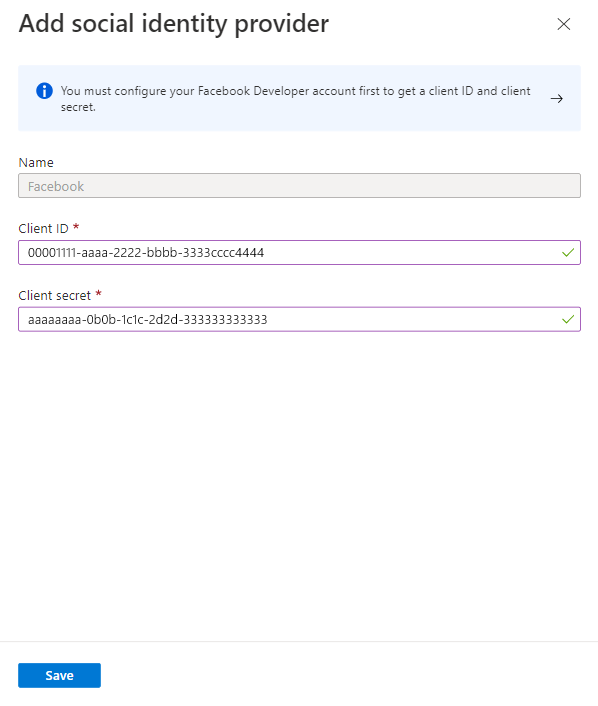 Add social identity provider
You must configure your Facebook Developer account first to get a client ID and client
secret.
Name
Facebook
Client ID *
00001111-aaaa-2222-bbbb-3333cccc4444
Client secret *
aaaaaaaa-0b0b-1c1c-2d2d-333333333333
Save